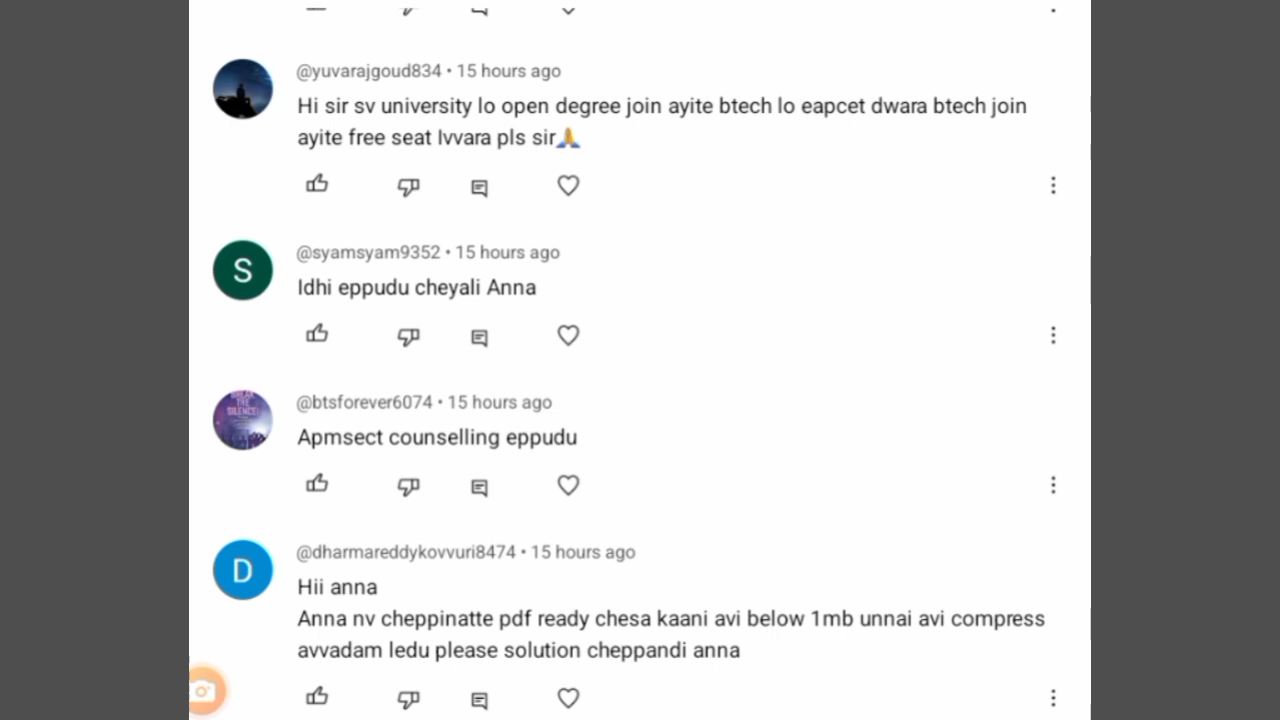 @yuvarajgoud834 • 15 hours ago
Hi sir sv university lo open degree join ayite btech lo eapcet dwara btech join
ayite free seat Ivvara pls sir🙏
S
@syamsyam9352 • 15 hours ago
Idhi eppudu cheyali Anna
BREAK
THE
SILENCE
@btsforever6074 • 15 hours ago
Apmsect counselling eppudu
D
@dharmareddykovvuri8474 • 15 hours ago
Hii anna
Anna nv cheppinatte pdf ready chesa kaani avi below 1mb unnai avi compress
avvadam ledu please solution cheppandi anna